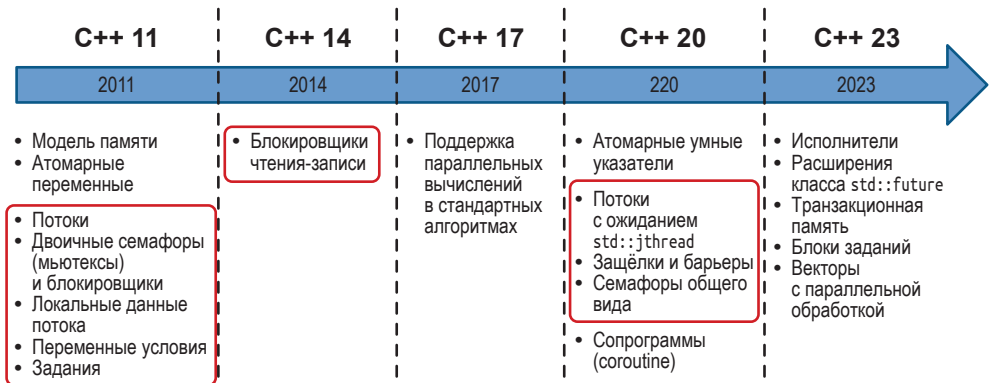 C++ 11
C++ 14
C++ 17
C++ 20
C++ 23
2011
2014
2017
220
2023
• Модель памяти
• Атомарные
переменные
• Потоки
• Двоичные семафоры
(мьютексы)
и блокировщики
• Локальные данные
потока
• Переменные условия
• Задания
• Блокировщики
чтения-записи
• Поддержка
параллельных
вычислений
в стандартных
алгоритмах
• Атомарные умные
указатели
• Потоки
с ожиданием
std::jthread
• Защёлки и барьеры
• Семафоры общего
вида
• Сопрограммы
(coroutine)
• Исполнители
• Расширения
класса std::future
• Транзакционная
память
• Блоки заданий
• Векторы
с параллельной
обработкой